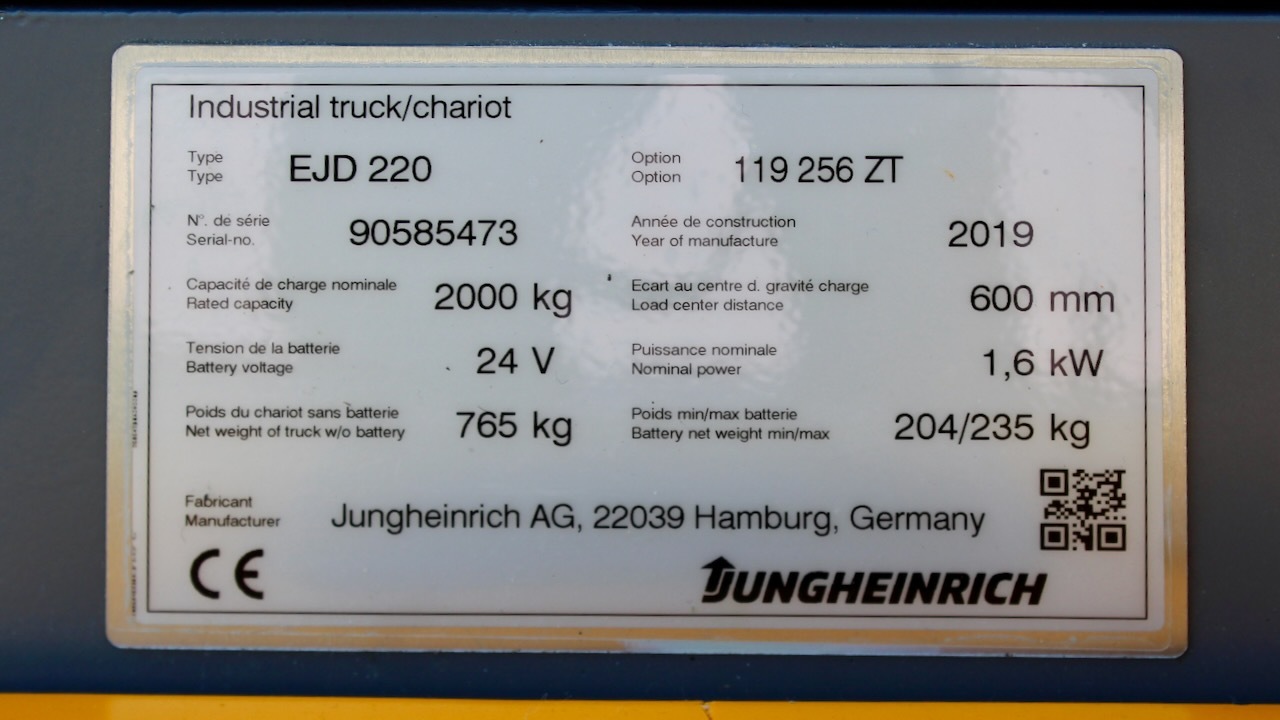 Industrial truck/chariot
Type
Type
EJD 220
Option
Option
119 256 ZT
N°. de série
Serial-no.
90585473
Année de construction
Year of manufacture
2019
Capacité de charge nominale
Rated capacity
2000 kg
Ecart au centre d. gravité charge
Load center distance
600 mm
Tension de la batterie
Battery voltage
24 V
Puissance nominale
Nominal power
1,6 kW
Poids du chariot sans batterie
Net weight of truck w/o battery
765 kg
Poids min/max batterie
Battery net weight min/max
204/235 kg
Fabricant
Manufacturer
Jungheinrich AG, 22039 Hamburg, Germany
CE
JUNGHEINRICH